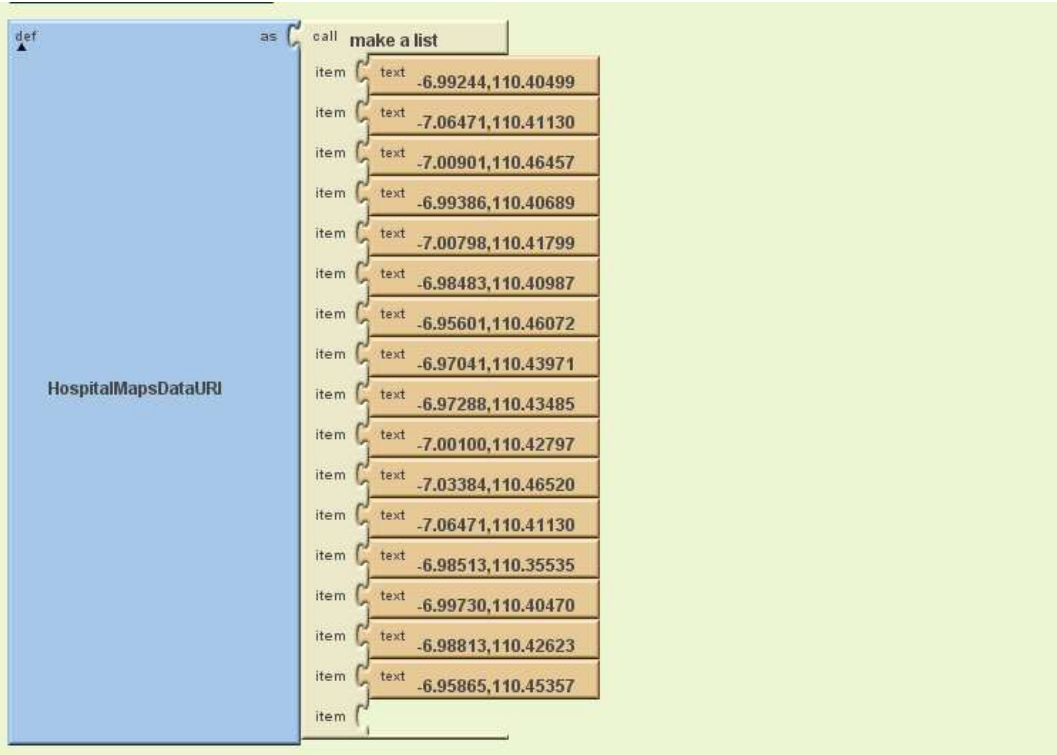 def as call make a list
item text -6.99244,110.40499
item text -7.06471,110.41130
item text -7.00901,110.46457
item text -6.99386,110.40689
item text -7.00798,110.41799
item text -6.98483,110.40987
item text -6.95601,110.46072
item text -6.97041,110.43971
HospitalMapsDataURI item text -6.97288,110.43485
item text -7.00100,110.42797
item text -7.03384,110.46520
item text -7.06471,110.41130
item text -6.98513,110.35535
item text -6.99730,110.40470
item text -6.98813,110.42623
item text -6.95865,110.45357
item